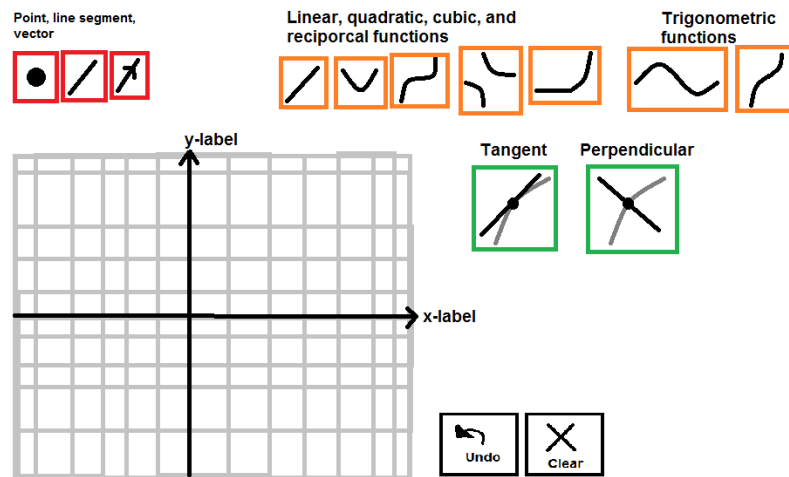 Point, line segment,
vector
Linear, quadratic, cubic, and
reciporcal functions
Trigonometric
functions
y-label
Tangent
Perpendicular
x-label
Undo
Clear